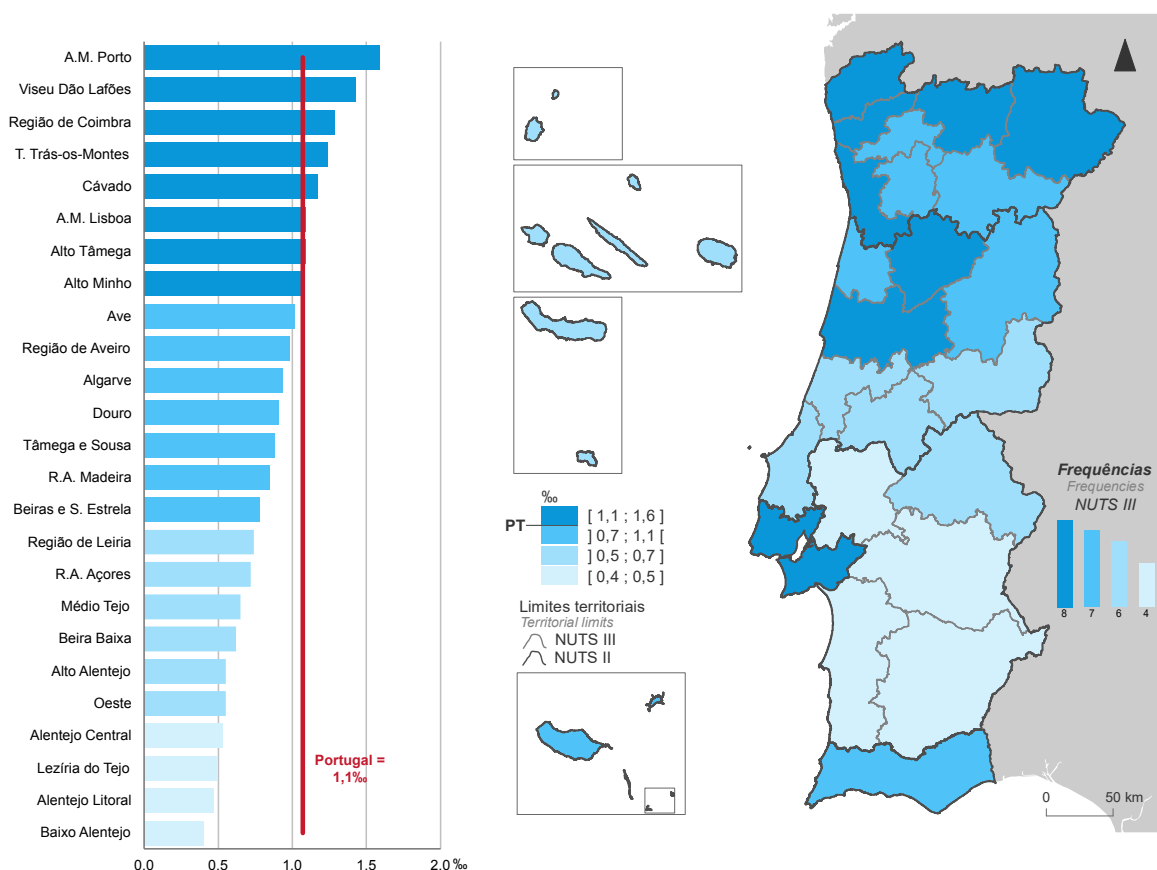 A.M. Porto
Viseu Dão Lafões
Região de Coimbra
T. Trás-os-Montes
Cávado
A.M. Lisboa
Alto Tâmega
Alto Minho
Ave
Região de Aveiro
Algarve
Douro
Tâmega e Sousa
R.A. Madeira
Beiras e S. Estrela
Região de Leiria
R.A. Açores
Médio Tejo
Beira Baixa
Alto Alentejo
Oeste
Alentejo Central
Lezíria do Tejo
Alentejo Litoral
Baixo Alentejo
0.0 0.5 1.0 1.5 2.0 ‰
Portugal =
1,1‰
‰
PT
[ 1,1 ; 1,6 ]
] 0,7 ; 1,1 [
] 0,5 ; 0,7 ]
[ 0,4 ; 0,5 ]
Limites territoriais
Territorial limits
NUTS III
NUTS II
Frequências
Frequencies
NUTS III
8 7 6 4
0 50 km